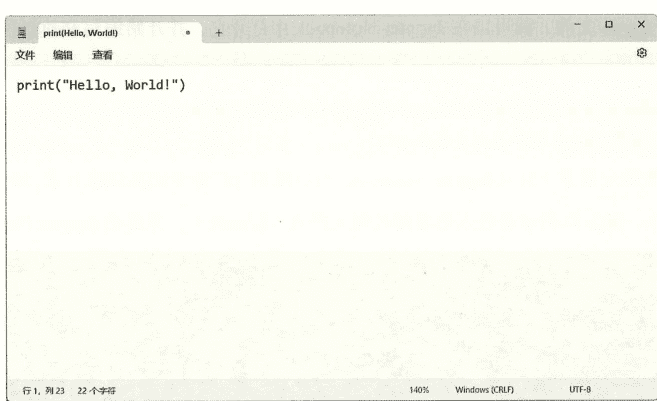 print(Hello, World!)
文件 编辑 查看
print("Hello, World!")
行 1，列 23 22 个字符 140% Windows (CRLF) UTF-8